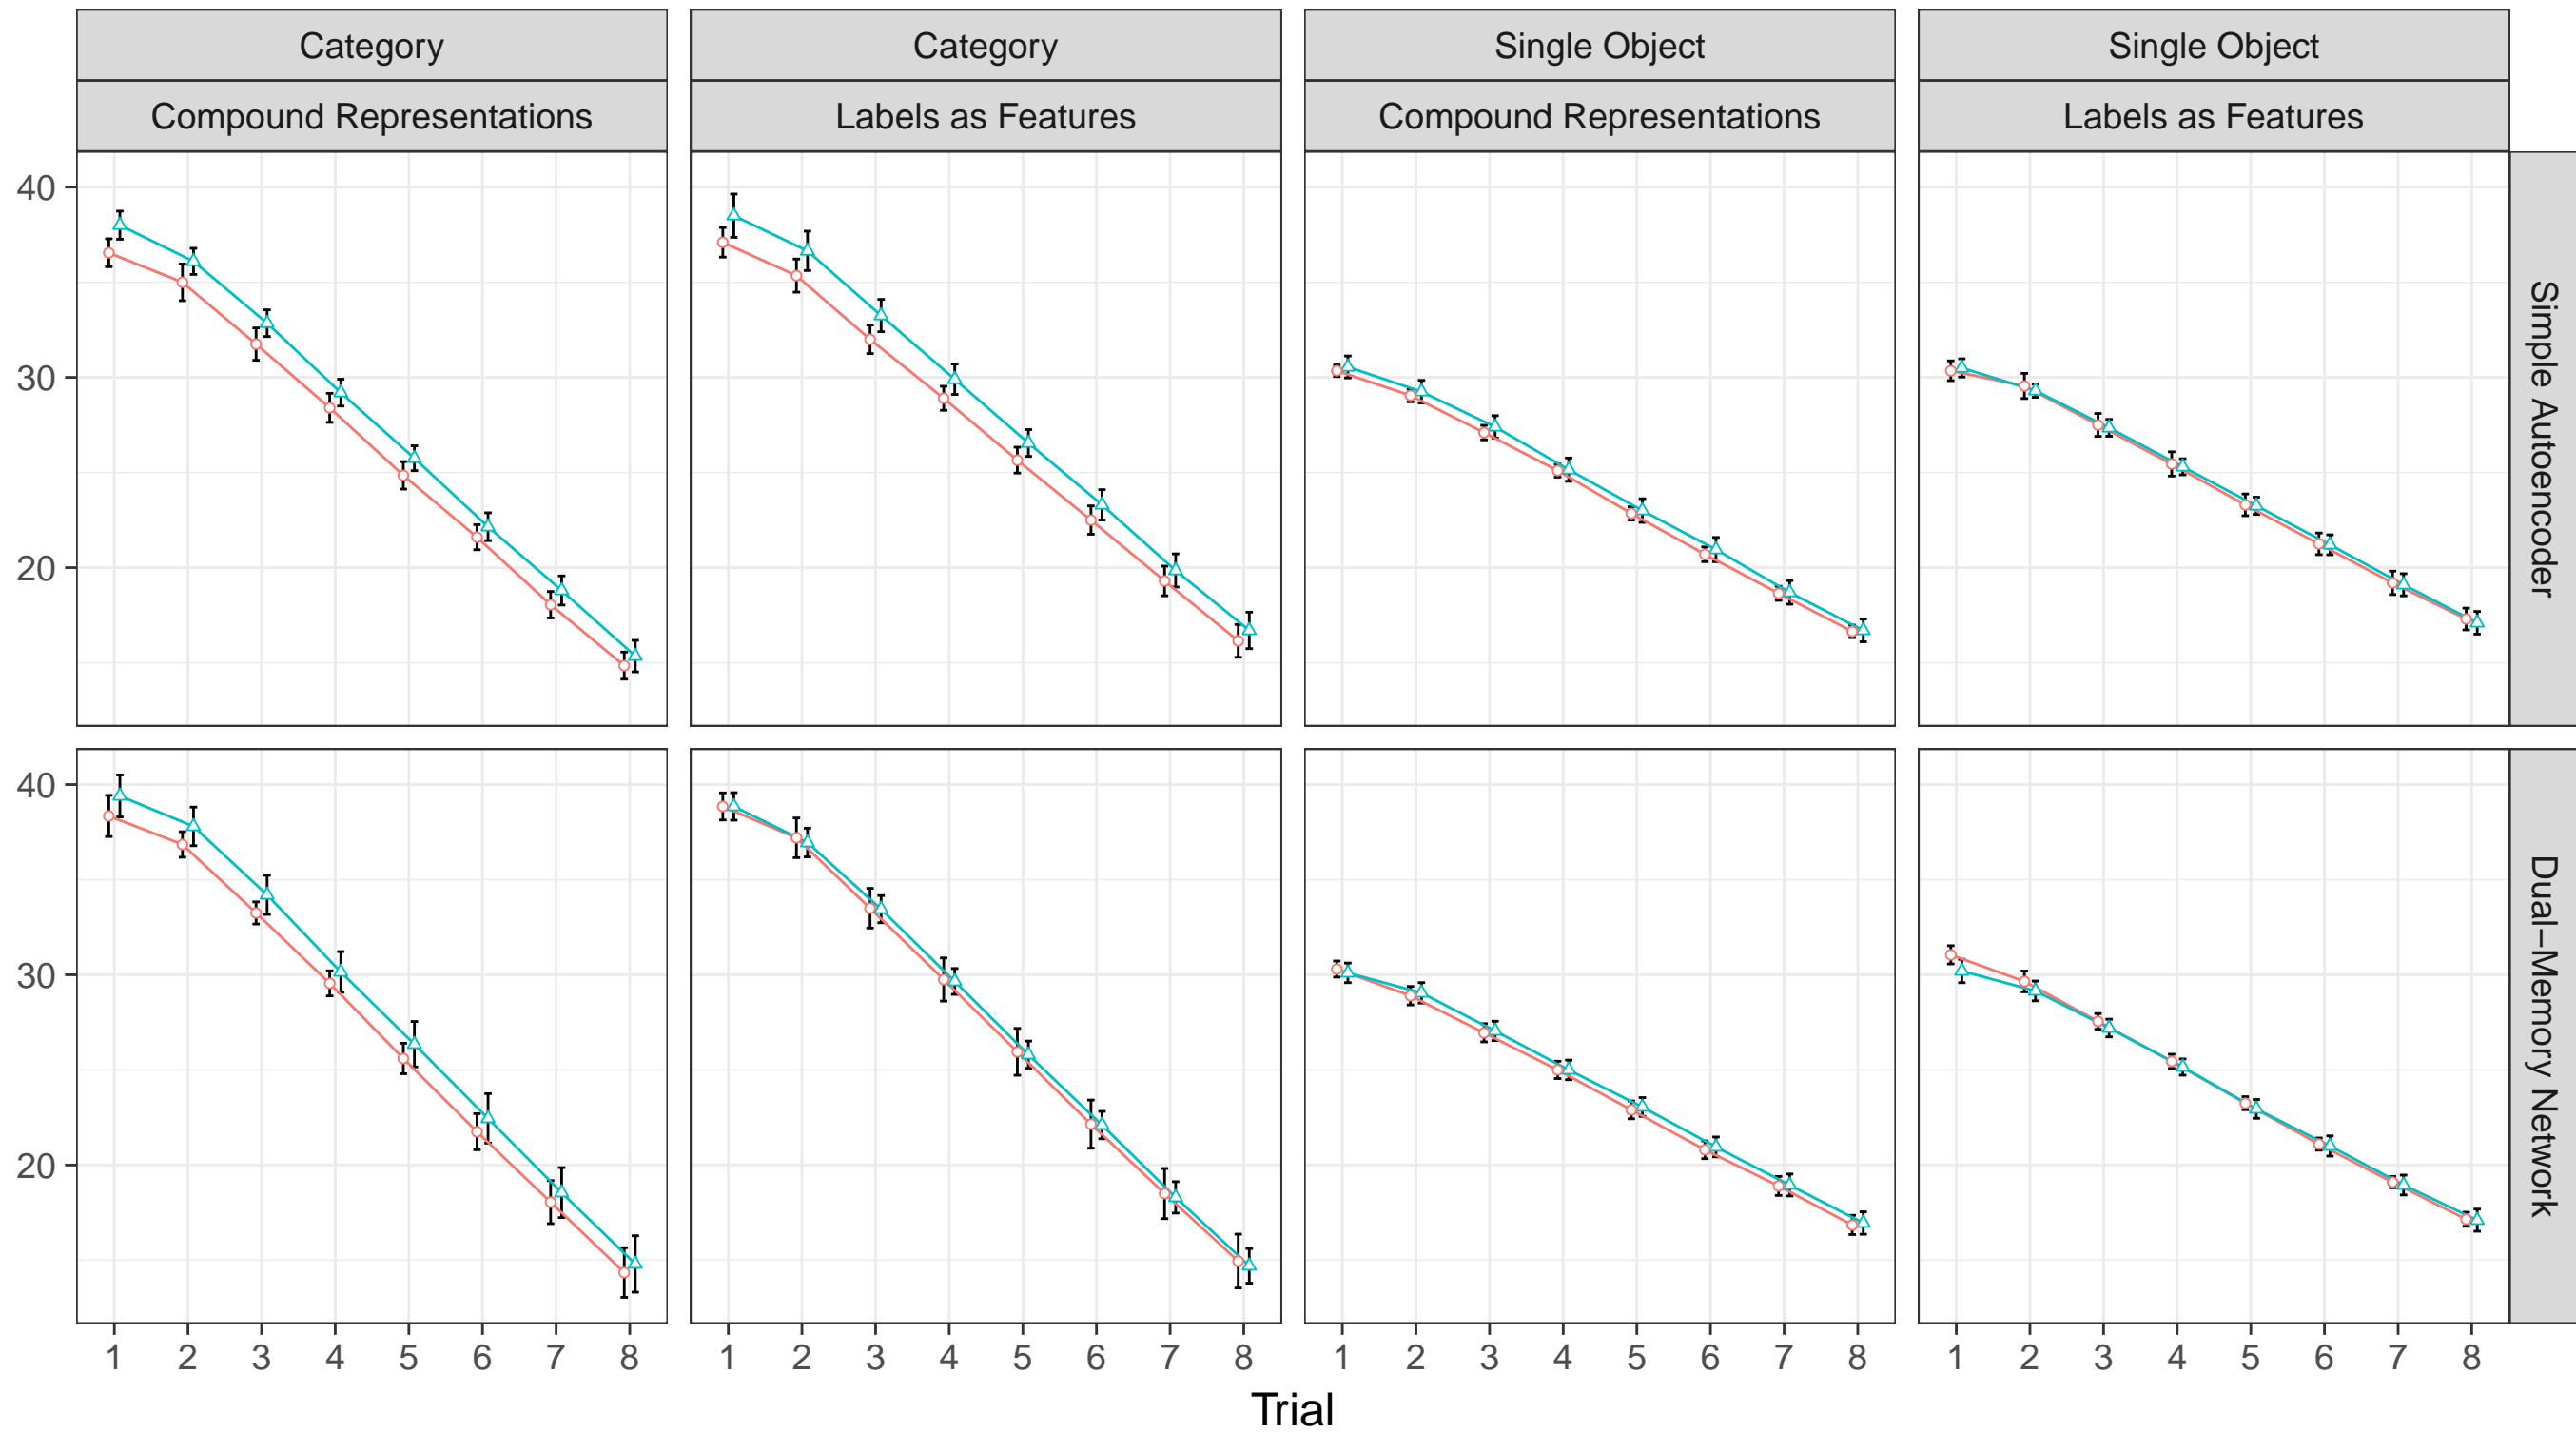 Category Category Single Object Single Object
Compound Representations Labels as Features Compound Representations Labels as Features
40
30
20
Simple Autoencoder
40
30
20
Dual−Memory Network
1 2 3 4 5 6 7 8 1 2 3 4 5 6 7 8 1 2 3 4 5 6 7 8 1 2 3 4 5 6 7 8
Trial